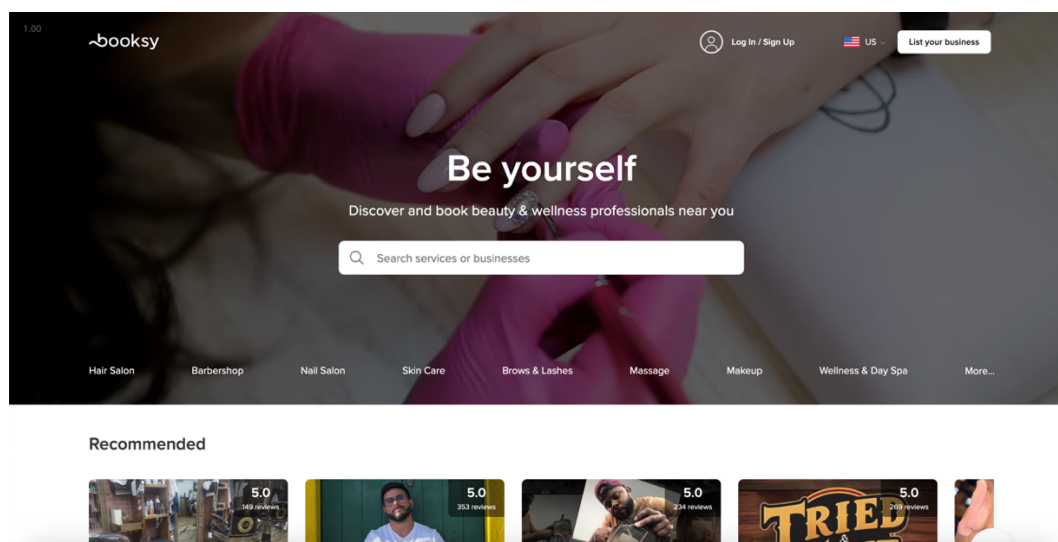 1.00
booksy
Log In / Sign Up
US
List your business
Be yourself
Discover and book beauty & wellness professionals near you
Search services or businesses
Hair Salon
Barbershop
Nail Salon
Skin Care
Brows & Lashes
Massage
Makeup
Wellness & Day Spa
More...
Recommended
5.0
149 reviews
5.0
353 reviews
5.0
234 reviews
5.0
269 reviews
TRIED
&